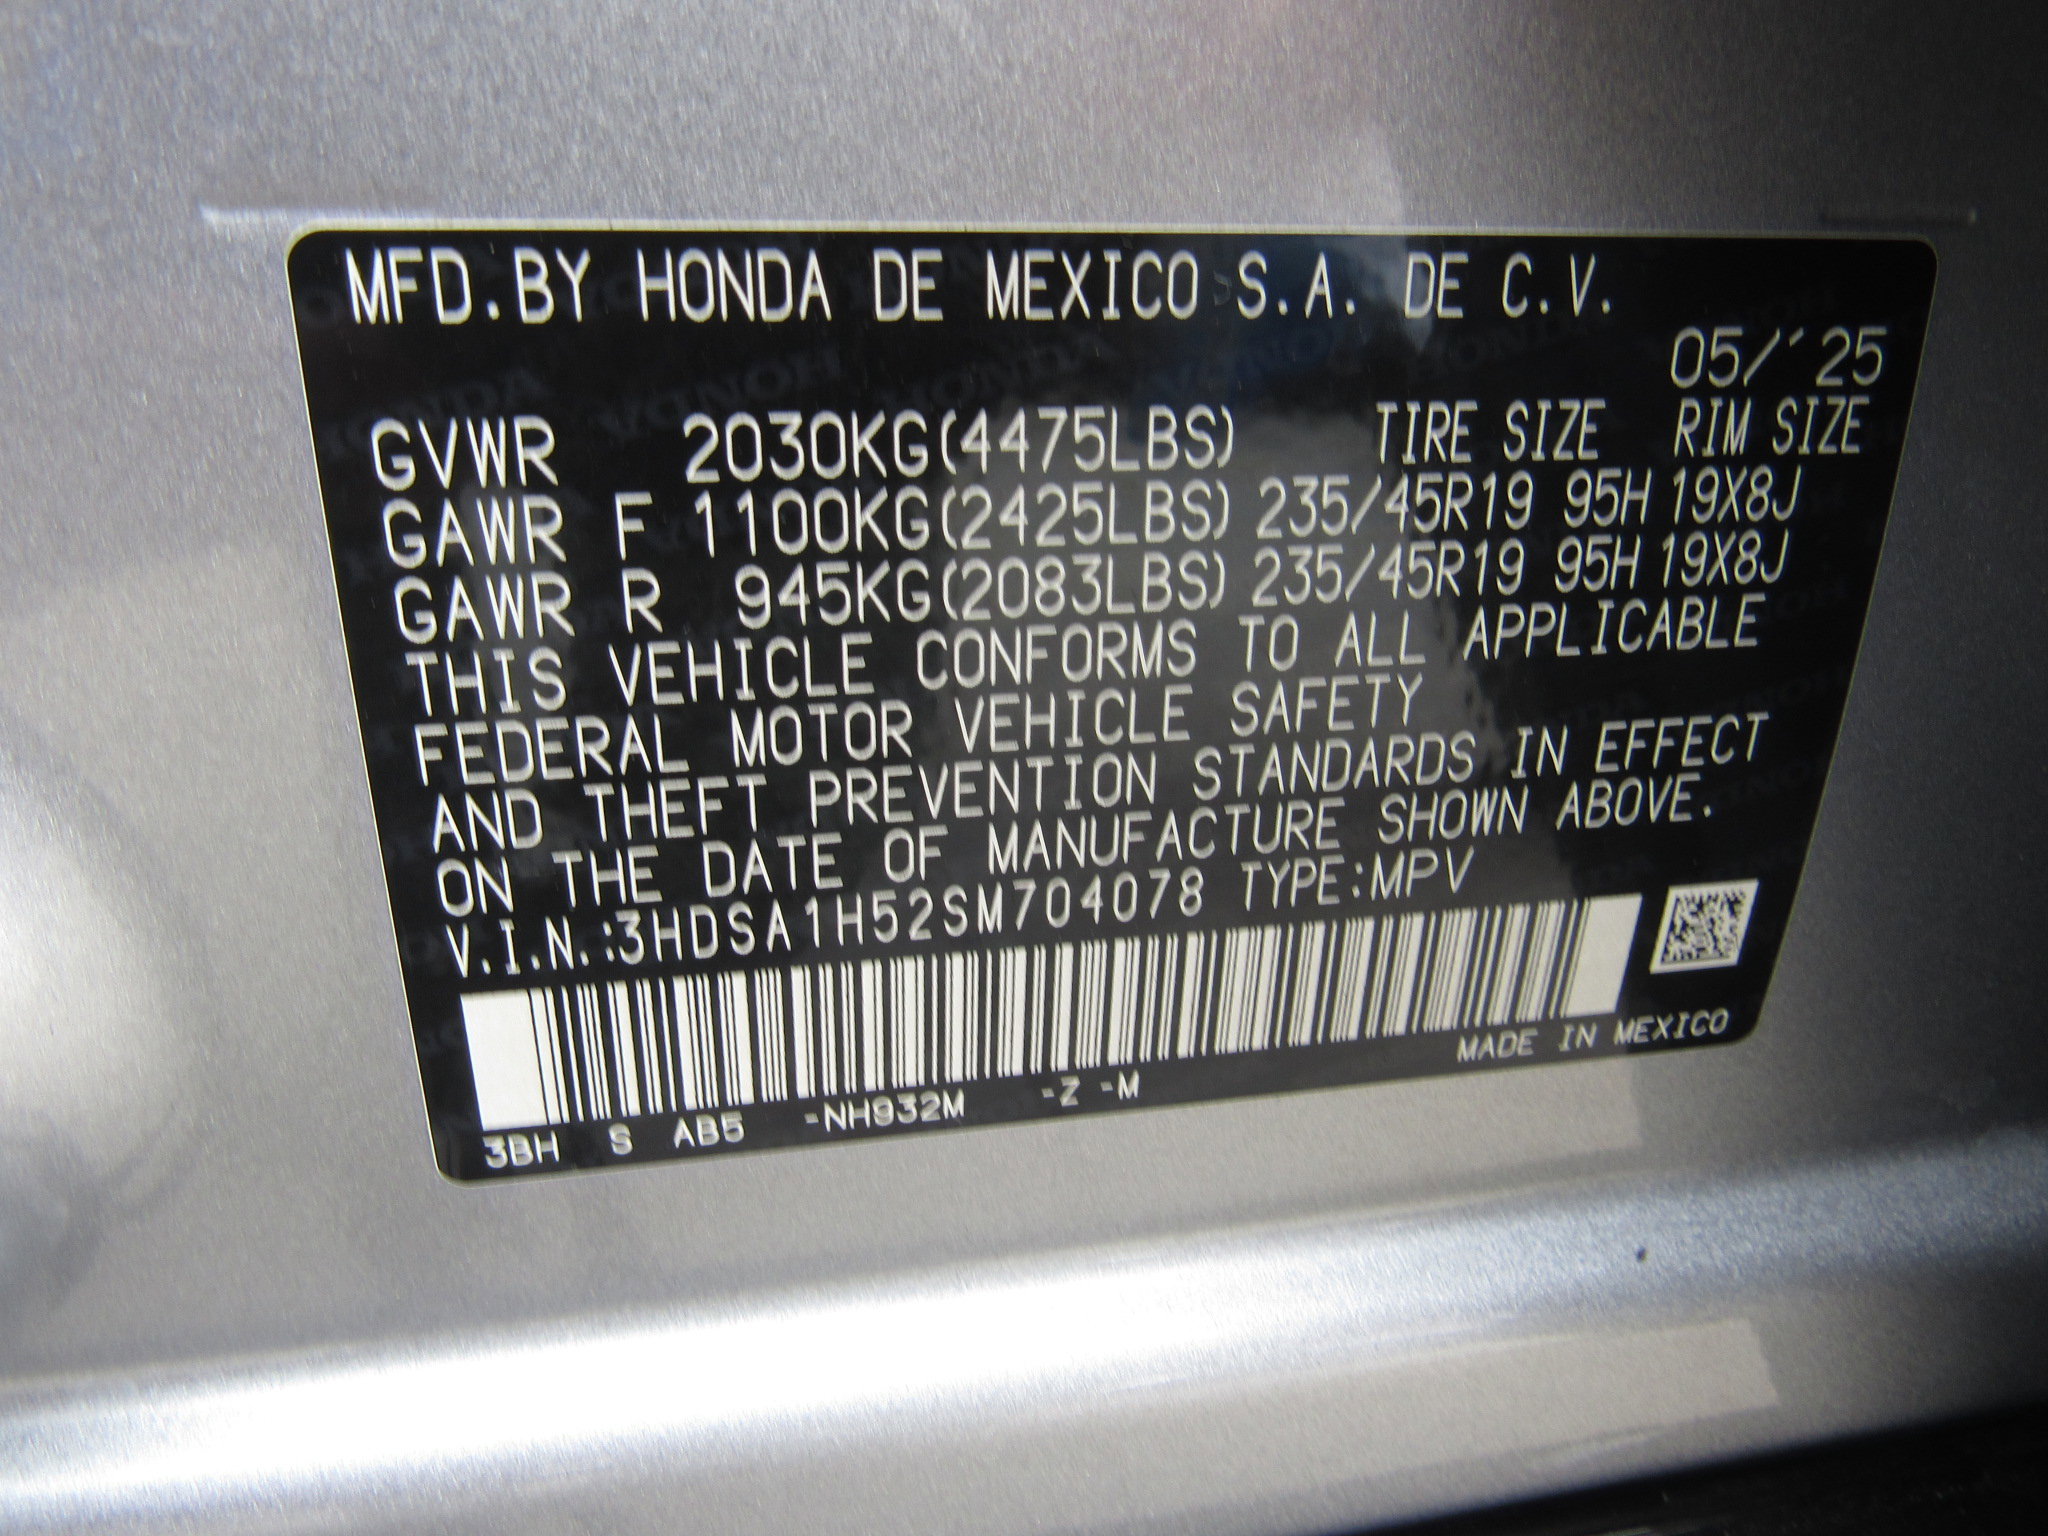 MFD.BY HONDA DE MEXICO S.A. DE C.V.
05/'25
GVWR 2030KG(4475LBS) TIRE SIZE RIM SIZE
GAWR F 1100KG(2425LBS) 235/45R19 95H 19X8J
GAWR R 945KG(2083LBS) 235/45R19 95H 19X8J
THIS VEHICLE CONFORMS TO ALL APPLICABLE
FEDERAL MOTOR VEHICLE SAFETY
AND THEFT PREVENTION STANDARDS IN EFFECT
ON THE DATE OF MANUFACTURE SHOWN ABOVE.
V.I.N.:3HDSA1H52SM704078 TYPE:MPV
MADE IN MEXICO
3BH S AB5 -NH932M -Z -M